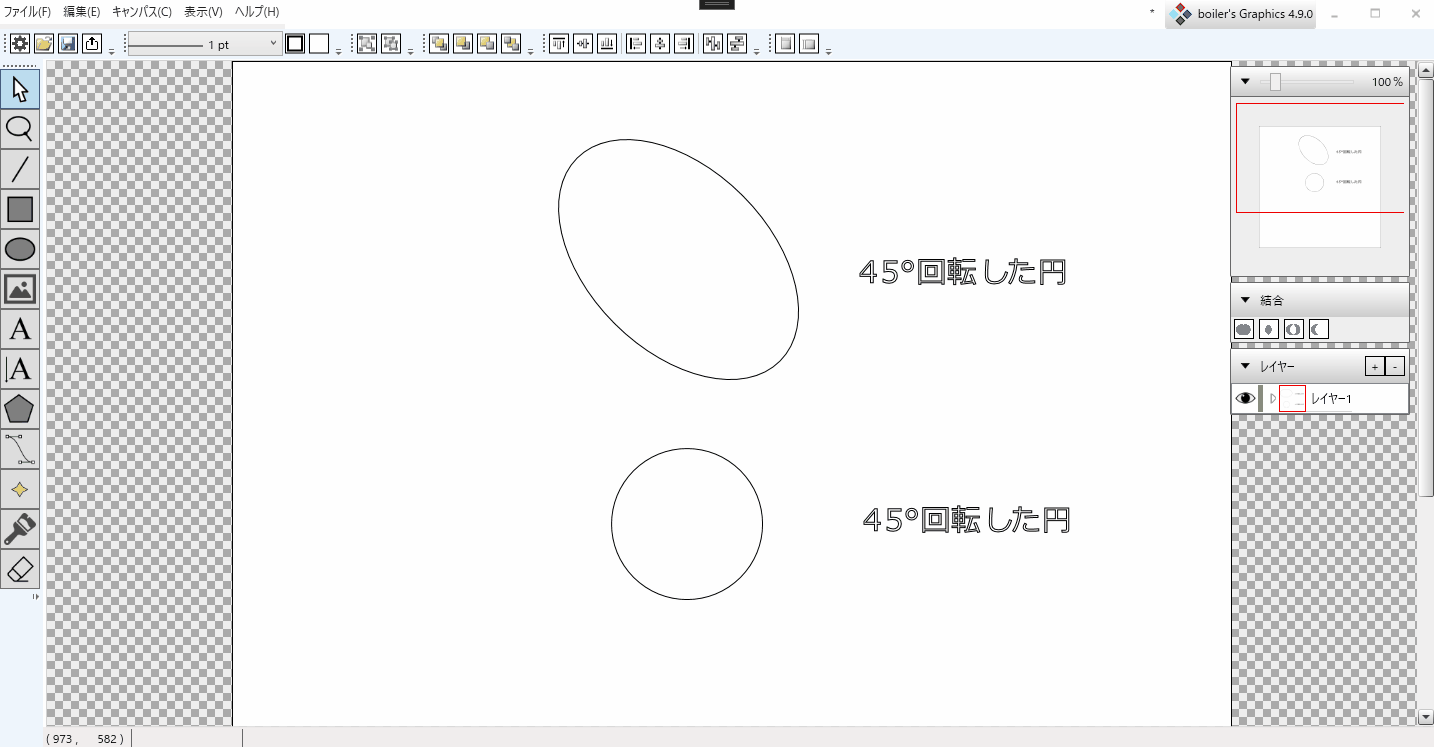 ファイル(F) 編集(E) キャンパス(C) 表示(V) ヘルプ(H)
* boiler's Graphics 4.9.0
1 pt
100 %
45°回転した円
結合
レイヤー
+ -
レイヤー1
45°回転した円
( 973 , 582 )